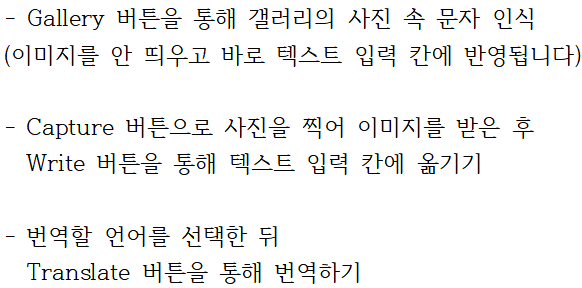 - Gallery 버튼을 통해 갤러리의 사진 속 문자 인식
(이미지를 안 띄우고 바로 텍스트 입력 칸에 반영됩니다)
- Capture 버튼으로 사진을 찍어 이미지를 받은 후
Write 버튼을 통해 텍스트 입력 칸에 옮기기
- 번역할 언어를 선택한 뒤
Translate 버튼을 통해 번역하기